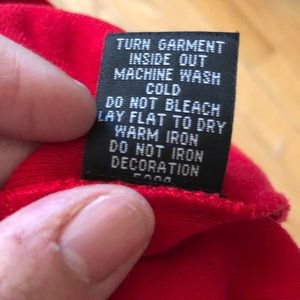 TURN GARMENT
INSIDE OUT
MACHINE WASH
COLD
DO NOT BLEACH
LAY FLAT TO DRY
WARM IRON
DO NOT IRON
DECORATION